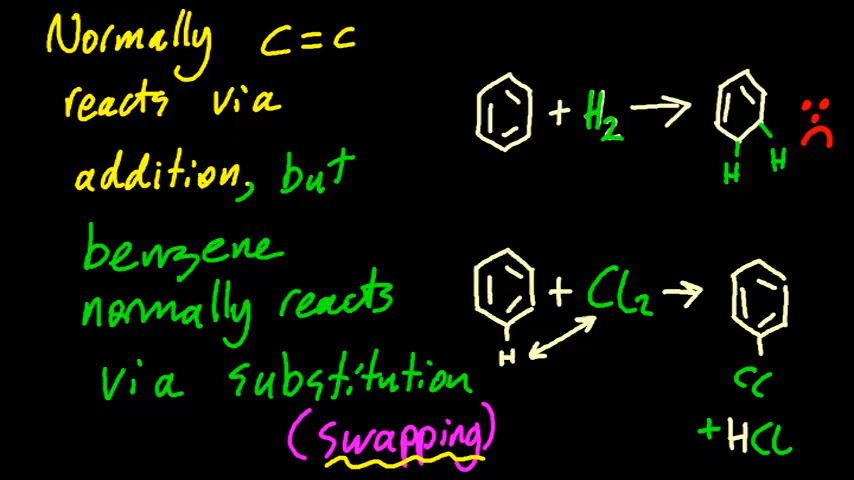 Normally C=C
reacts via
addition, but
benzene
normally reacts
via substitution
(swapping)
+ H2 →
H H
+ Cl2 →
H
Cl
+HCl